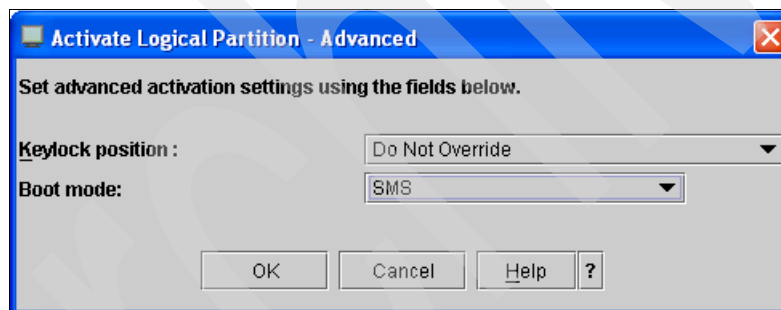 Activate Logical Partition - Advanced
Set advanced activation settings using the fields below.
Keylock position : Do Not Override
Boot mode: SMS
OK Cancel Help ?